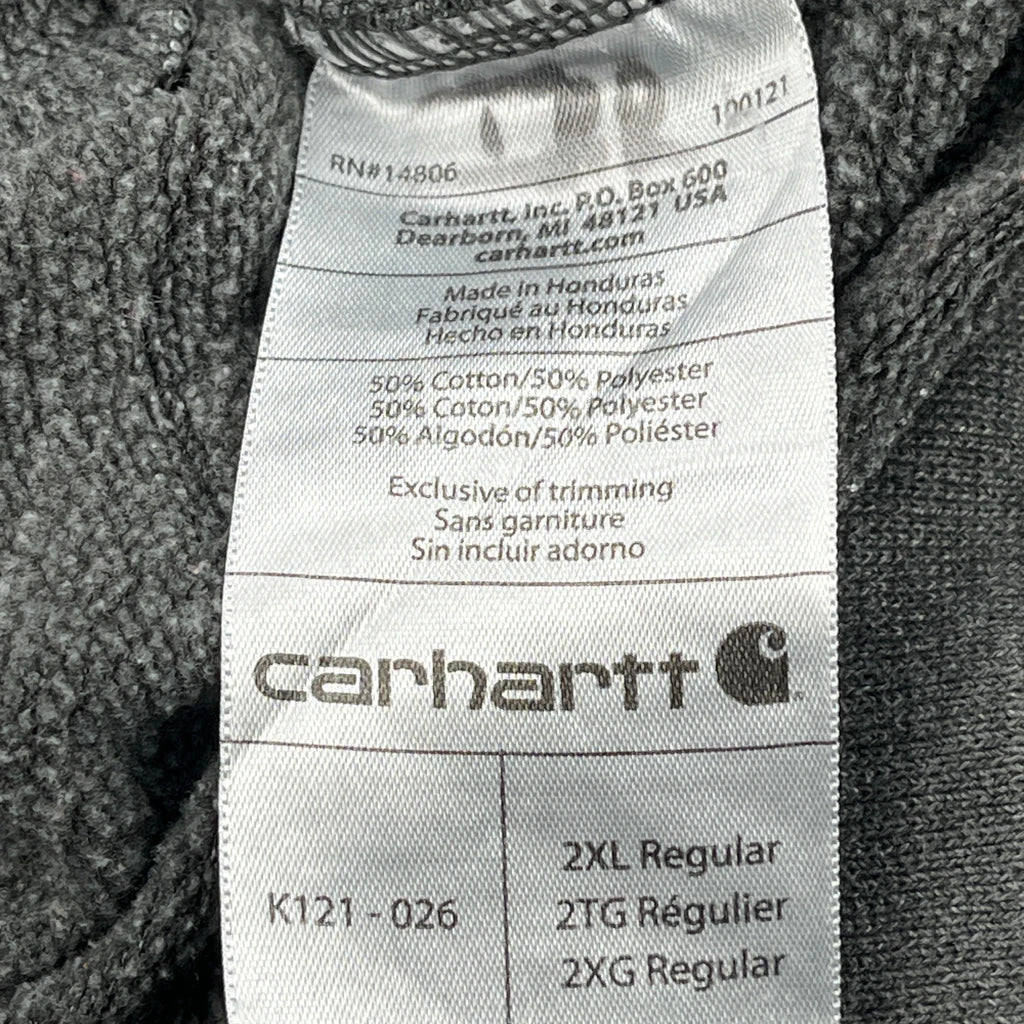 100121
RN#14806
Carhartt, Inc. P.O. Box 600
Dearborn, MI 48121 USA
carhartt.com
Made in Honduras
Fabriqué au Honduras
Hecho en Honduras
50% Cotton/50% Polyester
50% Coton/50% Polyester
50% Algodón/50% Poliéster
Exclusive of trimming
Sans garniture
Sin incluir adorno
carhartt
K121 - 026
2XL Regular
2TG Régulier
2XG Regular